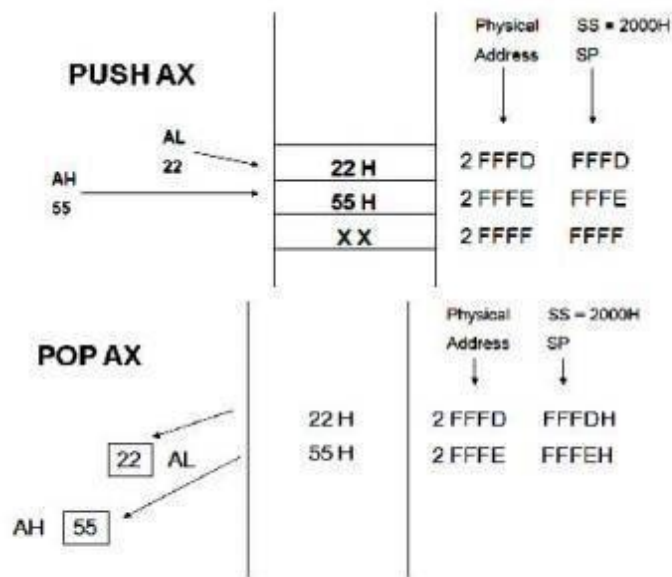 Physical SS = 2000H
Address SP
PUSH AX
AL
22
22 H 2 FFFD FFFD
AH
55
55 H 2 FFFE FFFE
X X 2 FFFF FFFF
Physical SS = 2000H
Address SP
POP AX
22 H 2 FFFD FFFDH
22 AL 55 H 2 FFFE FFFEH
AH 55